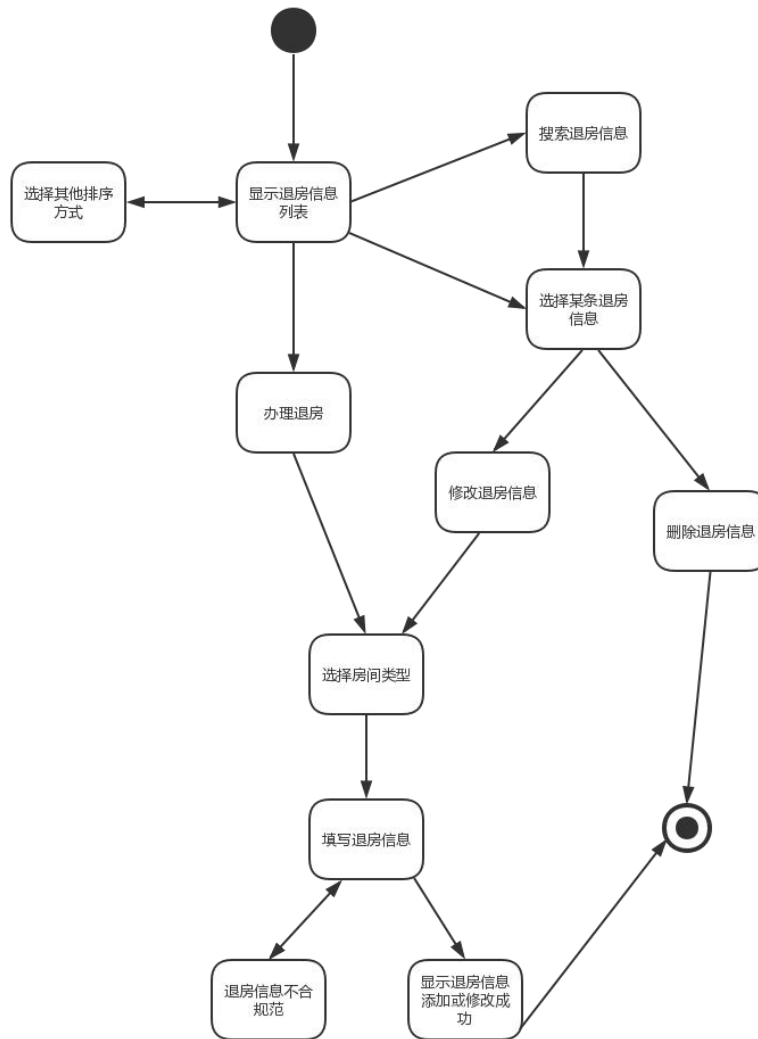 搜索退房信息
选择其他排序
方式
显示退房信息
列表
选择某条退房
信息
办理退房
修改退房信息
删除退房信息
选择房间类型
填写退房信息
退房信息不合
规范
显示退房信息
添加或修改成
功